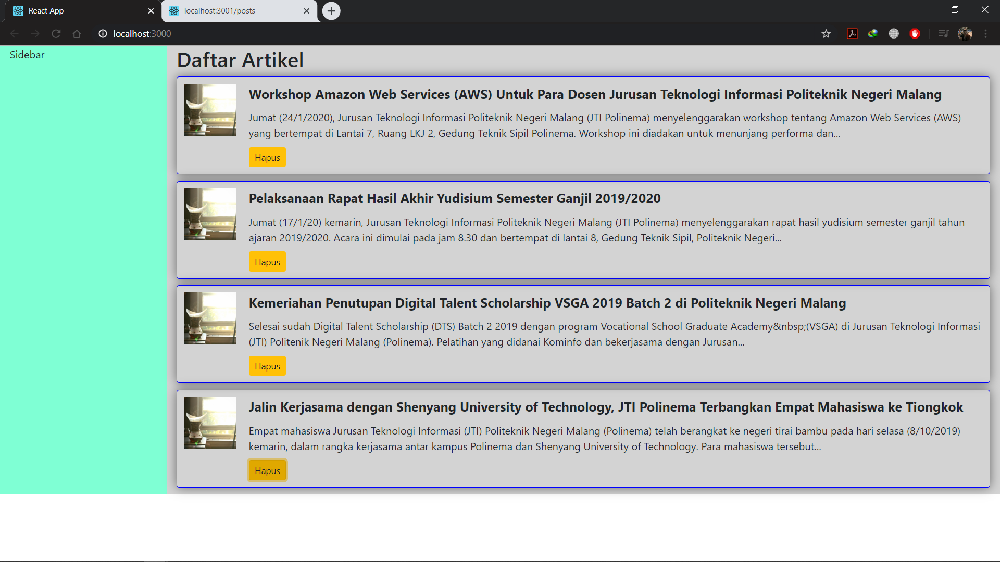 React App
localhost:3001/posts
localhost:3000
Sidebar
Daftar Artikel
Workshop Amazon Web Services (AWS) Untuk Para Dosen Jurusan Teknologi Informasi Politeknik Negeri Malang
Jumat (24/1/2020), Jurusan Teknologi Informasi Politeknik Negeri Malang (JTI Polinema) menyelenggarakan workshop tentang Amazon Web Services (AWS)
yang bertempat di Lantai 7, Ruang LKJ 2, Gedung Teknik Sipil Polinema. Workshop ini diadakan untuk menunjang performa dan...
Hapus
Pelaksanaan Rapat Hasil Akhir Yudisium Semester Ganjil 2019/2020
Jumat (17/1/20) kemarin, Jurusan Teknologi Informasi Politeknik Negeri Malang (JTI Polinema) menyelenggarakan rapat hasil yudisium semester ganjil tahun
ajaran 2019/2020. Acara ini dimulai pada jam 8.30 dan bertempat di lantai 8, Gedung Teknik Sipil, Politeknik Negeri...
Hapus
Kemeriahan Penutupan Digital Talent Scholarship VSGA 2019 Batch 2 di Politeknik Negeri Malang
Selesai sudah Digital Talent Scholarship (DTS) Batch 2 2019 dengan program Vocational School Graduate Academy&nbsp;(VSGA) di Jurusan Teknologi Informasi
(JTI) Politenik Negeri Malang (Polinema). Pelatihan yang didanai Kominfo dan bekerjasama dengan Jurusan...
Hapus
Jalin Kerjasama dengan Shenyang University of Technology, JTI Polinema Terbangkan Empat Mahasiswa ke Tiongkok
Empat mahasiswa Jurusan Teknologi Informasi (JTI) Politeknik Negeri Malang (Polinema) telah berangkat ke negeri tirai bambu pada hari selasa (8/10/2019)
kemarin, dalam rangka kerjasama antar kampus Polinema dan Shenyang University of Technology. Para mahasiswa tersebut...
Hapus